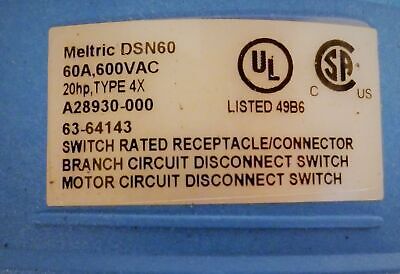 Meltric DSN60
60A,600VAC
20hp,TYPE 4X
A28930-000
63-64143
SWITCH RATED RECEPTACLE/CONNECTOR
BRANCH CIRCUIT DISCONNECT SWITCH
MOTOR CIRCUIT DISCONNECT SWITCH
UL
LISTED 49B6
SA
C US